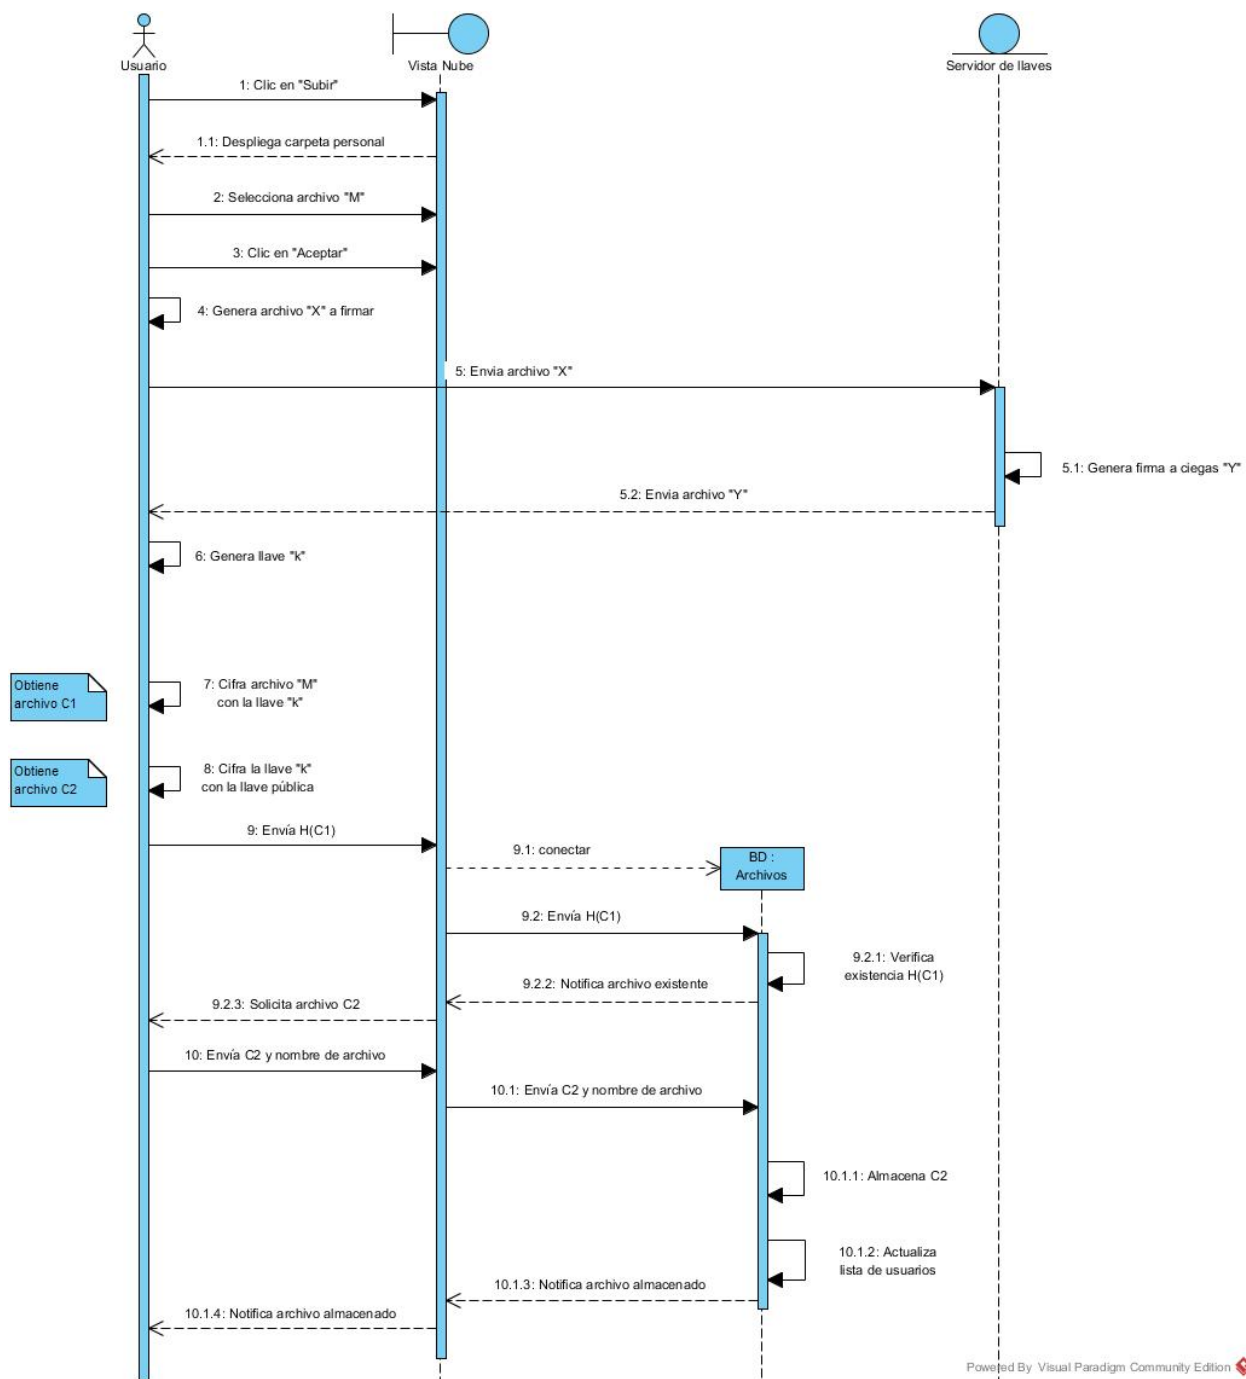 Usuario
Vista Nube
Servidor de llaves
1: Clic en "Subir"
1.1: Despliega carpeta personal
2: Selecciona archivo "M"
3: Clic en "Aceptar"
4: Genera archivo "X" a firmar
5: Envia archivo "X"
5.1: Genera firma a ciegas "Y"
5.2: Envia archivo "Y"
6: Genera llave "k"
Obtiene
archivo C1
7: Cifra archivo "M"
con la llave "k"
Obtiene
archivo C2
8: Cifra la llave "k"
con la llave pública
9: Envía H(C1)
9.1: conectar
BD :
Archivos
9.2: Envía H(C1)
9.2.1: Verifica
existencia H(C1)
9.2.2: Notifica archivo existente
9.2.3: Solicita archivo C2
10: Envía C2 y nombre de archivo
10.1: Envía C2 y nombre de archivo
10.1.1: Almacena C2
10.1.2: Actualiza
lista de usuarios
10.1.3: Notifica archivo almacenado
10.1.4: Notifica archivo almacenado
Powered By Visual Paradigm Community Edition